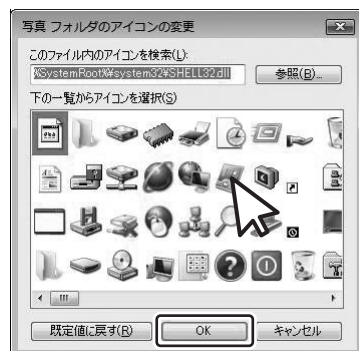 写真 フォルダのアイコンの変更
このファイル内のアイコンを検索(L):
%SystemRoot%¥system32¥SHELL32.dll
参照(B)...
下の一覧からアイコンを選択(S)
既定値に戻す(R)
OK
キャンセル